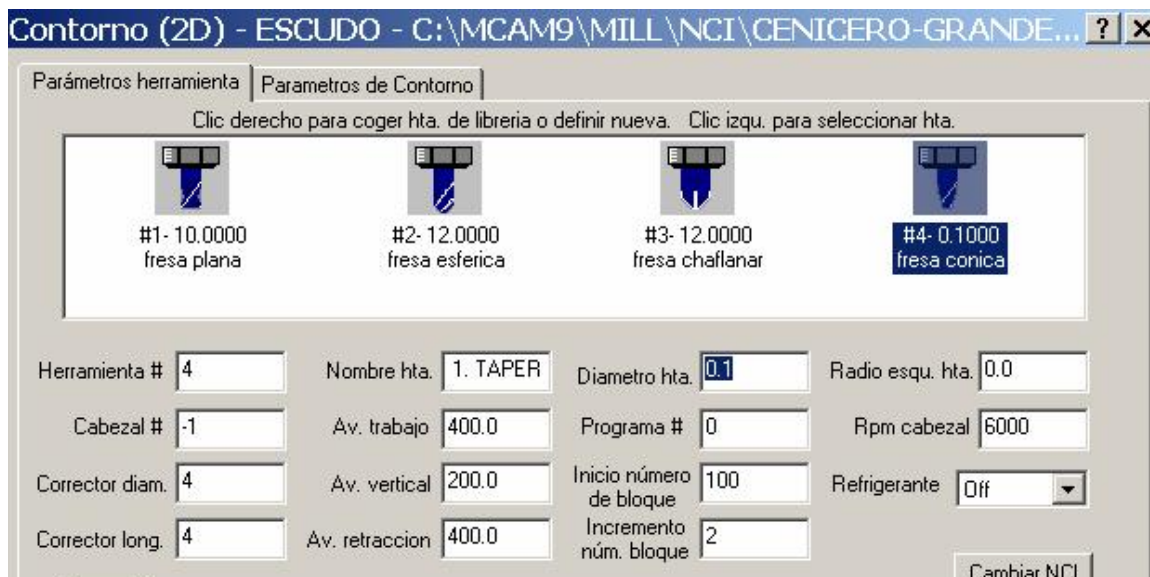 Contorno (2D) - ESCUDO - C:\MCAM9\MILL\NCI\CENICERO-GRANDE...
Parámetros herramienta Parametros de Contorno
Clic derecho para coger hta. de libreria o definir nueva. Clic izqu. para seleccionar hta.
#1- 10.0000 #2- 12.0000 #3- 12.0000 #4- 0.1000
fresa plana fresa esferica fresa chaflanar fresa conica
Herramienta # 4 Nombre hta. 1. TAPER Diametro hta. 0.1 Radio esqu. hta. 0.0
Cabezal # -1 Av. trabajo 400.0 Programa # 0 Rpm cabezal 6000
Corrector diam. 4 Av. vertical 200.0 Inicio número de bloque 100 Refrigerante Off
Corrector long. 4 Av. retraccion 400.0 Incremento núm. bloque 2
Cambiar NCI